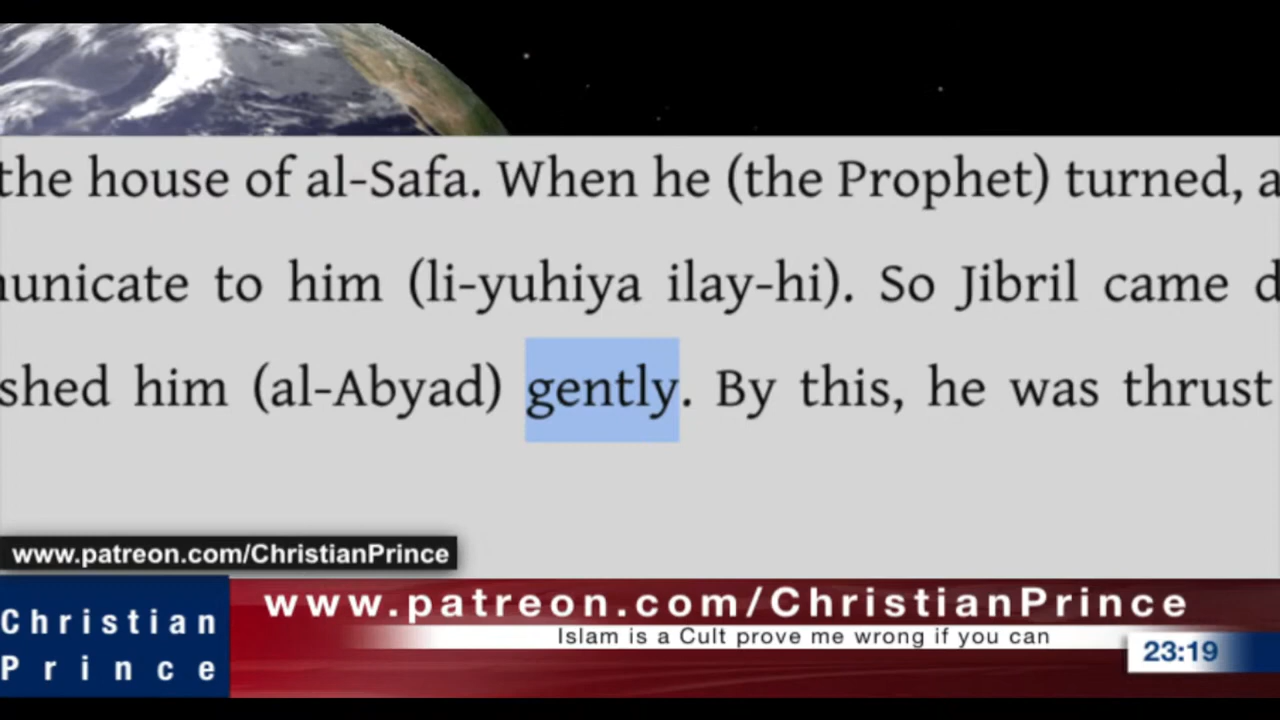 the house of al-Safa. When he (the Prophet) turned, a
unicate to him (li-yuhiya ilay-hi). So Jibril came d
shed him (al-Abyad) gently. By this, he was thrust
www.patreon.com/ChristianPrince
www.patreon.com/ChristianPrince
Islam is a Cult prove me wrong if you can
Christian
Prince
23:19